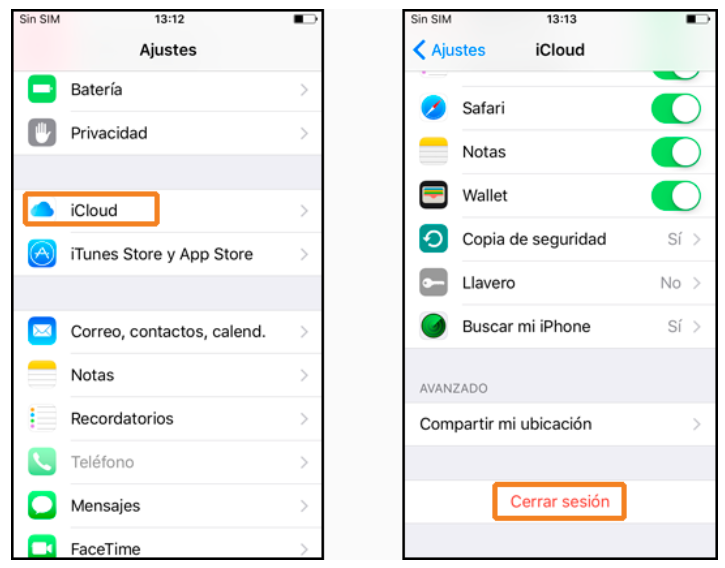 Sin SIM 13:12
Ajustes
Batería
Privacidad
iCloud
iTunes Store y App Store
Correo, contactos, calend.
Notas
Recordatorios
Teléfono
Mensajes
FaceTime
Sin SIM 13:13
Ajustes iCloud
Safari
Notas
Wallet
Copia de seguridad Sí
Llavero No
Buscar mi iPhone Sí
AVANZADO
Compartir mi ubicación
Cerrar sesión